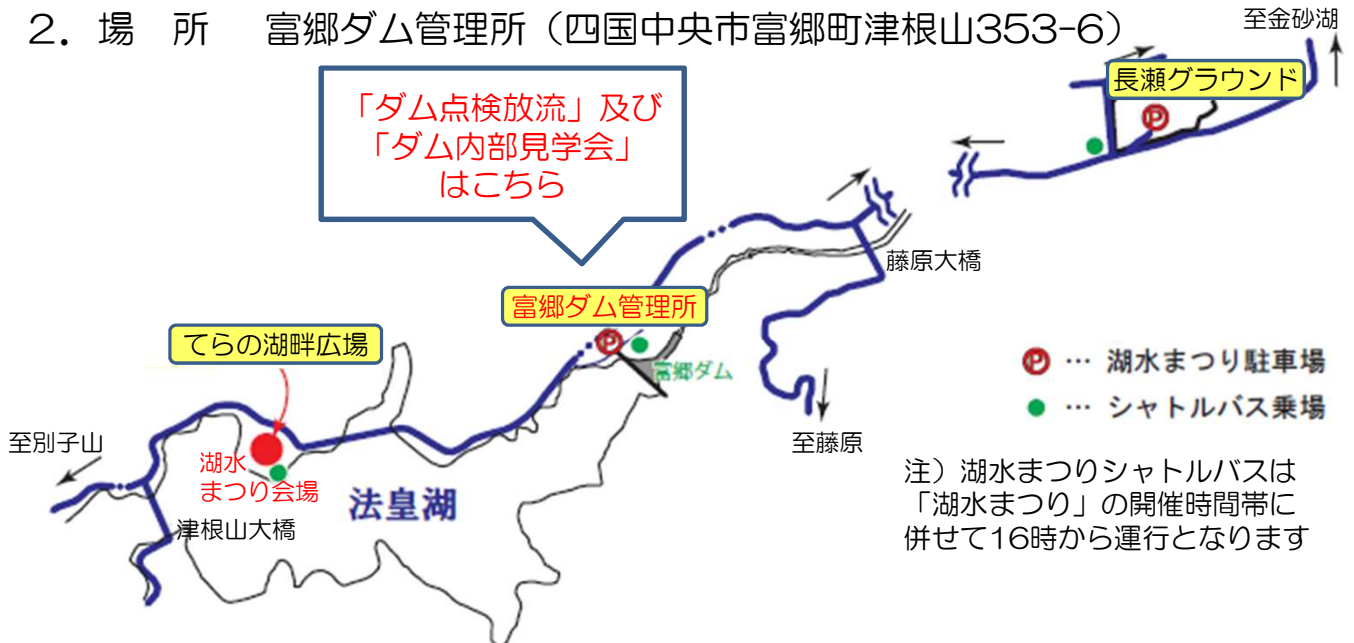 2．場　所　富郷ダム管理所（四国中央市富郷町津根山353-6）
至金砂湖
長瀬グラウンド
Ⓟ
「ダム点検放流」及び
「ダム内部見学会」
はこちら
藤原大橋
富郷ダム管理所
Ⓟ
富郷ダム
てらの湖畔広場
Ⓟ … 湖水まつり駐車場
● … シャトルバス乗場
至別子山
至藤原
湖水
まつり会場
法皇湖
津根山大橋
注）湖水まつりシャトルバスは
「湖水まつり」の開催時間帯に
併せて16時から運行となります